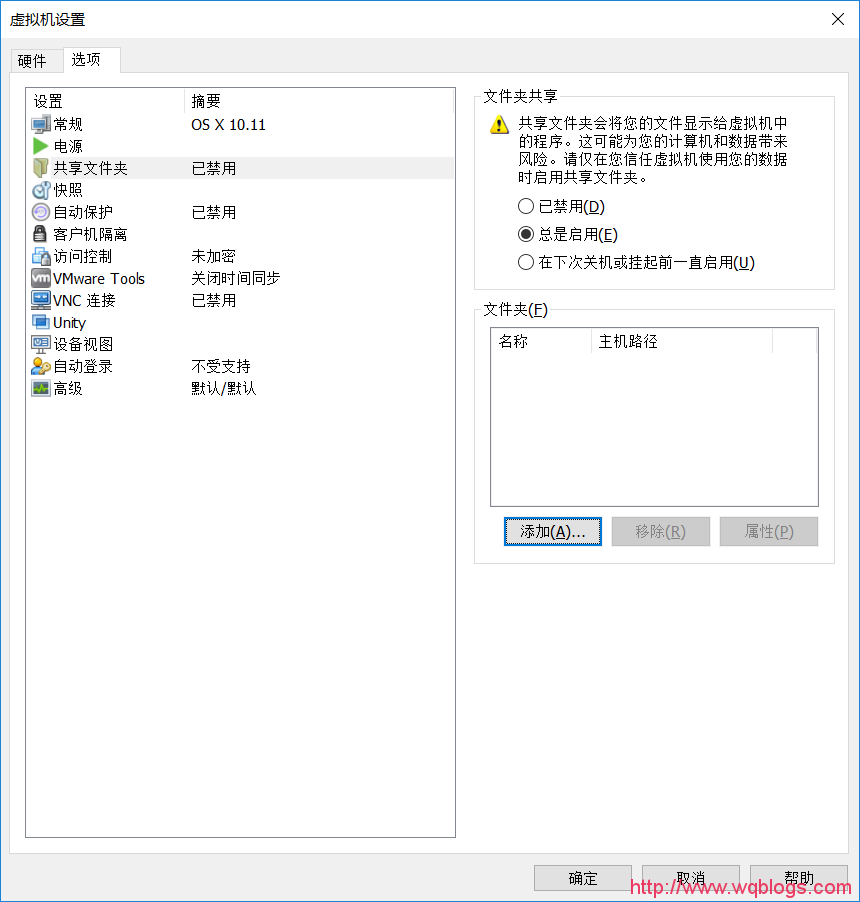 虚拟机设置
硬件 选项
设置 摘要
常规 OS X 10.11
电源
共享文件夹 已禁用
快照
自动保护 已禁用
客户机隔离
访问控制 未加密
vm VMware Tools 关闭时间同步
VNC 连接 已禁用
Unity
设备视图
自动登录 不受支持
高级 默认/默认
文件夹共享
共享文件夹会将您的文件显示给虚拟机中
的程序。这可能为您的计算机和数据带来
风险。请仅在您信任虚拟机使用您的数据
时启用共享文件夹。
已禁用(D)
总是启用(E)
在下次关机或挂起前一直启用(U)
文件夹(F)
名称 主机路径
添加(A)... 移除(R) 属性(P)
确定 取消 帮助
http://www.wqblogs.com